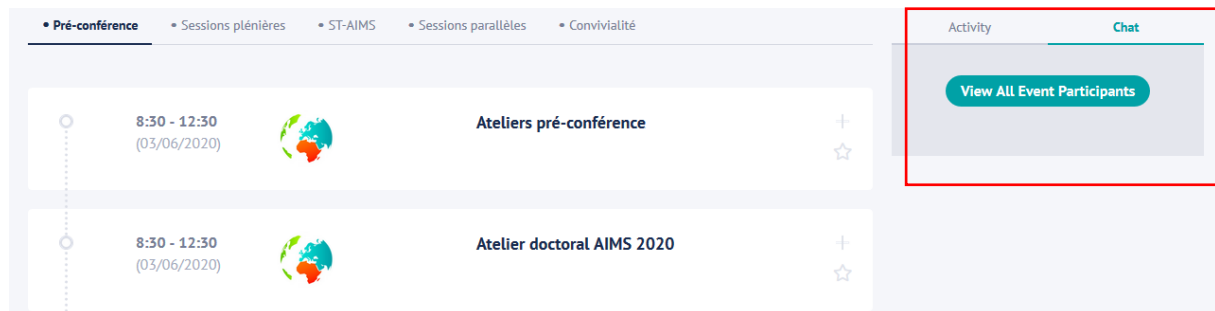 • Pré-conférence • Sessions plénières • ST-AIMS • Sessions parallèles • Convivialité
Activity Chat
View All Event Participants
8:30 - 12:30
(03/06/2020)
Ateliers pré-conférence
8:30 - 12:30
(03/06/2020)
Atelier doctoral AIMS 2020